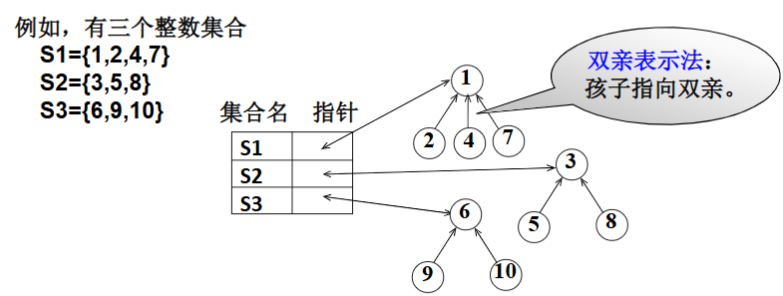 例如，有三个整数集合
S1={1,2,4,7}
S2={3,5,8}
S3={6,9,10}
双亲表示法：
孩子指向双亲。
集合名 指针
S1
S2
S3
1
2 4 7
3
5 8
6
9 10